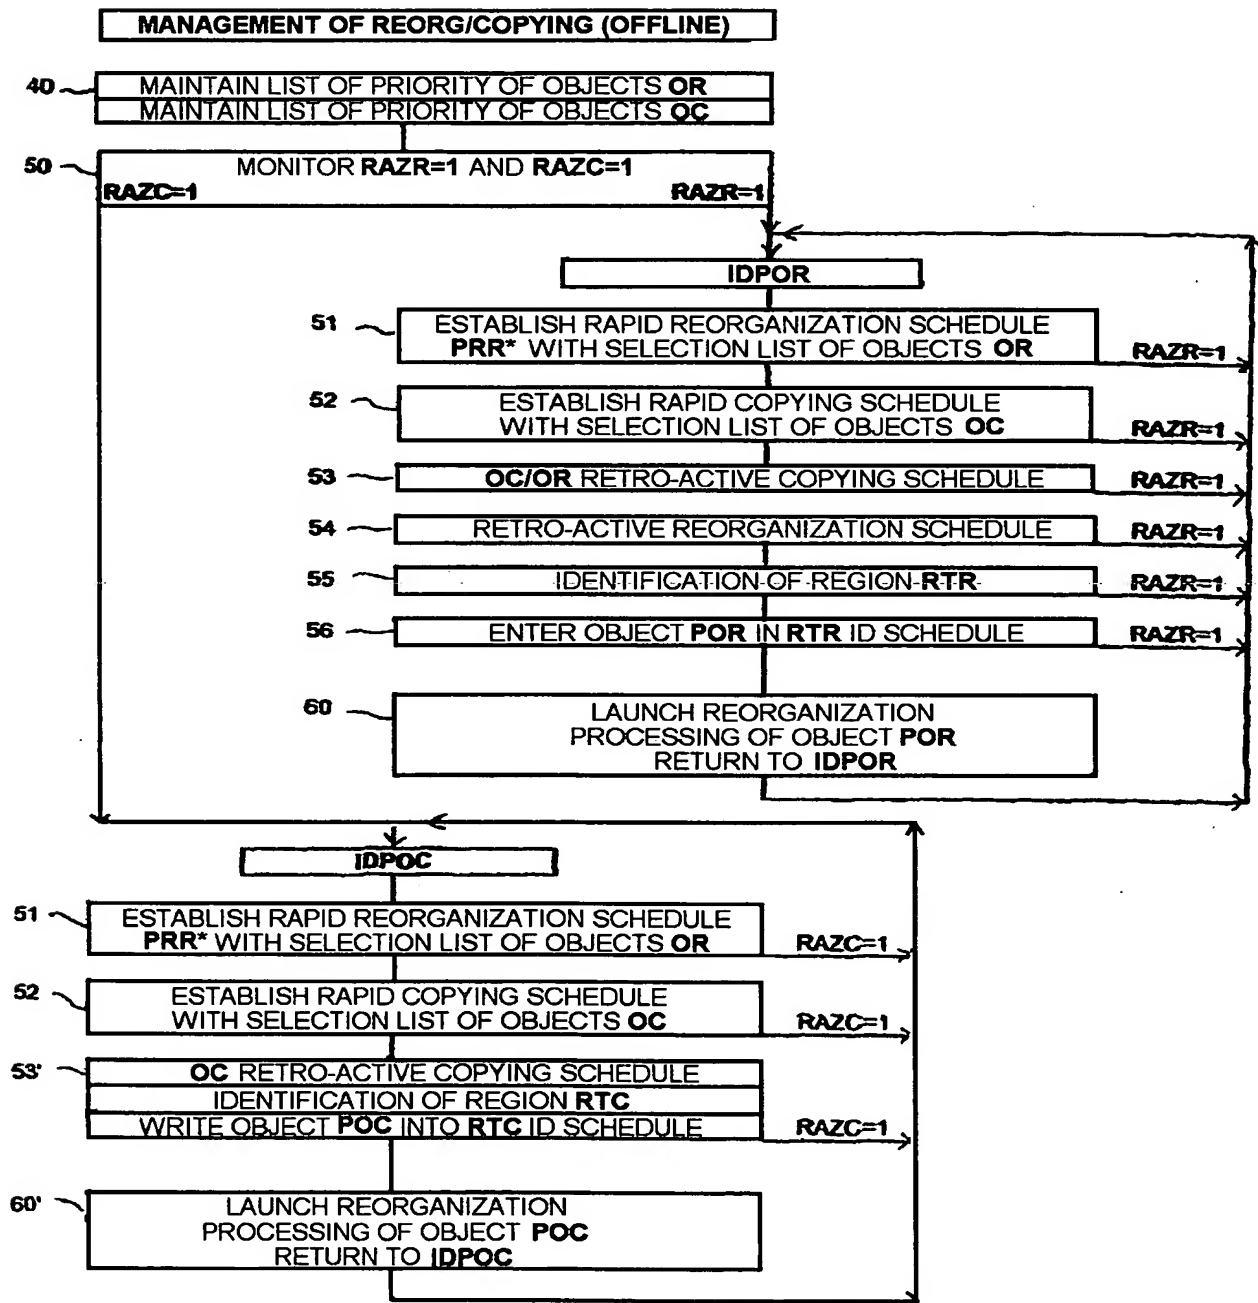 MANAGEMENT OF REORG/COPYING (OFFLINE)
40
MAINTAIN LIST OF PRIORITY OF OBJECTS OR
MAINTAIN LIST OF PRIORITY OF OBJECTS OC
50
MONITOR RAZR=1 AND RAZC=1
RAZC=1 RAZR=1
IDPOR
51
ESTABLISH RAPID REORGANIZATION SCHEDULE
PRR* WITH SELECTION LIST OF OBJECTS OR
RAZR=1
52
ESTABLISH RAPID COPYING SCHEDULE
WITH SELECTION LIST OF OBJECTS OC
RAZR=1
53
OC/OR RETRO-ACTIVE COPYING SCHEDULE
RAZR=1
54
RETRO-ACTIVE REORGANIZATION SCHEDULE
RAZR=1
55
IDENTIFICATION OF REGION RTR
RAZR=1
56
ENTER OBJECT POR IN RTR ID SCHEDULE
RAZR=1
60
LAUNCH REORGANIZATION
PROCESSING OF OBJECT POR
RETURN TO IDPOR
IDPOC
51
ESTABLISH RAPID REORGANIZATION SCHEDULE
PRR* WITH SELECTION LIST OF OBJECTS OR
RAZC=1
52
ESTABLISH RAPID COPYING SCHEDULE
WITH SELECTION LIST OF OBJECTS OC
RAZC=1
53'
OC RETRO-ACTIVE COPYING SCHEDULE
IDENTIFICATION OF REGION RTC
WRITE OBJECT POC INTO RTC ID SCHEDULE
RAZC=1
60'
LAUNCH REORGANIZATION
PROCESSING OF OBJECT POC
RETURN TO IDPOC